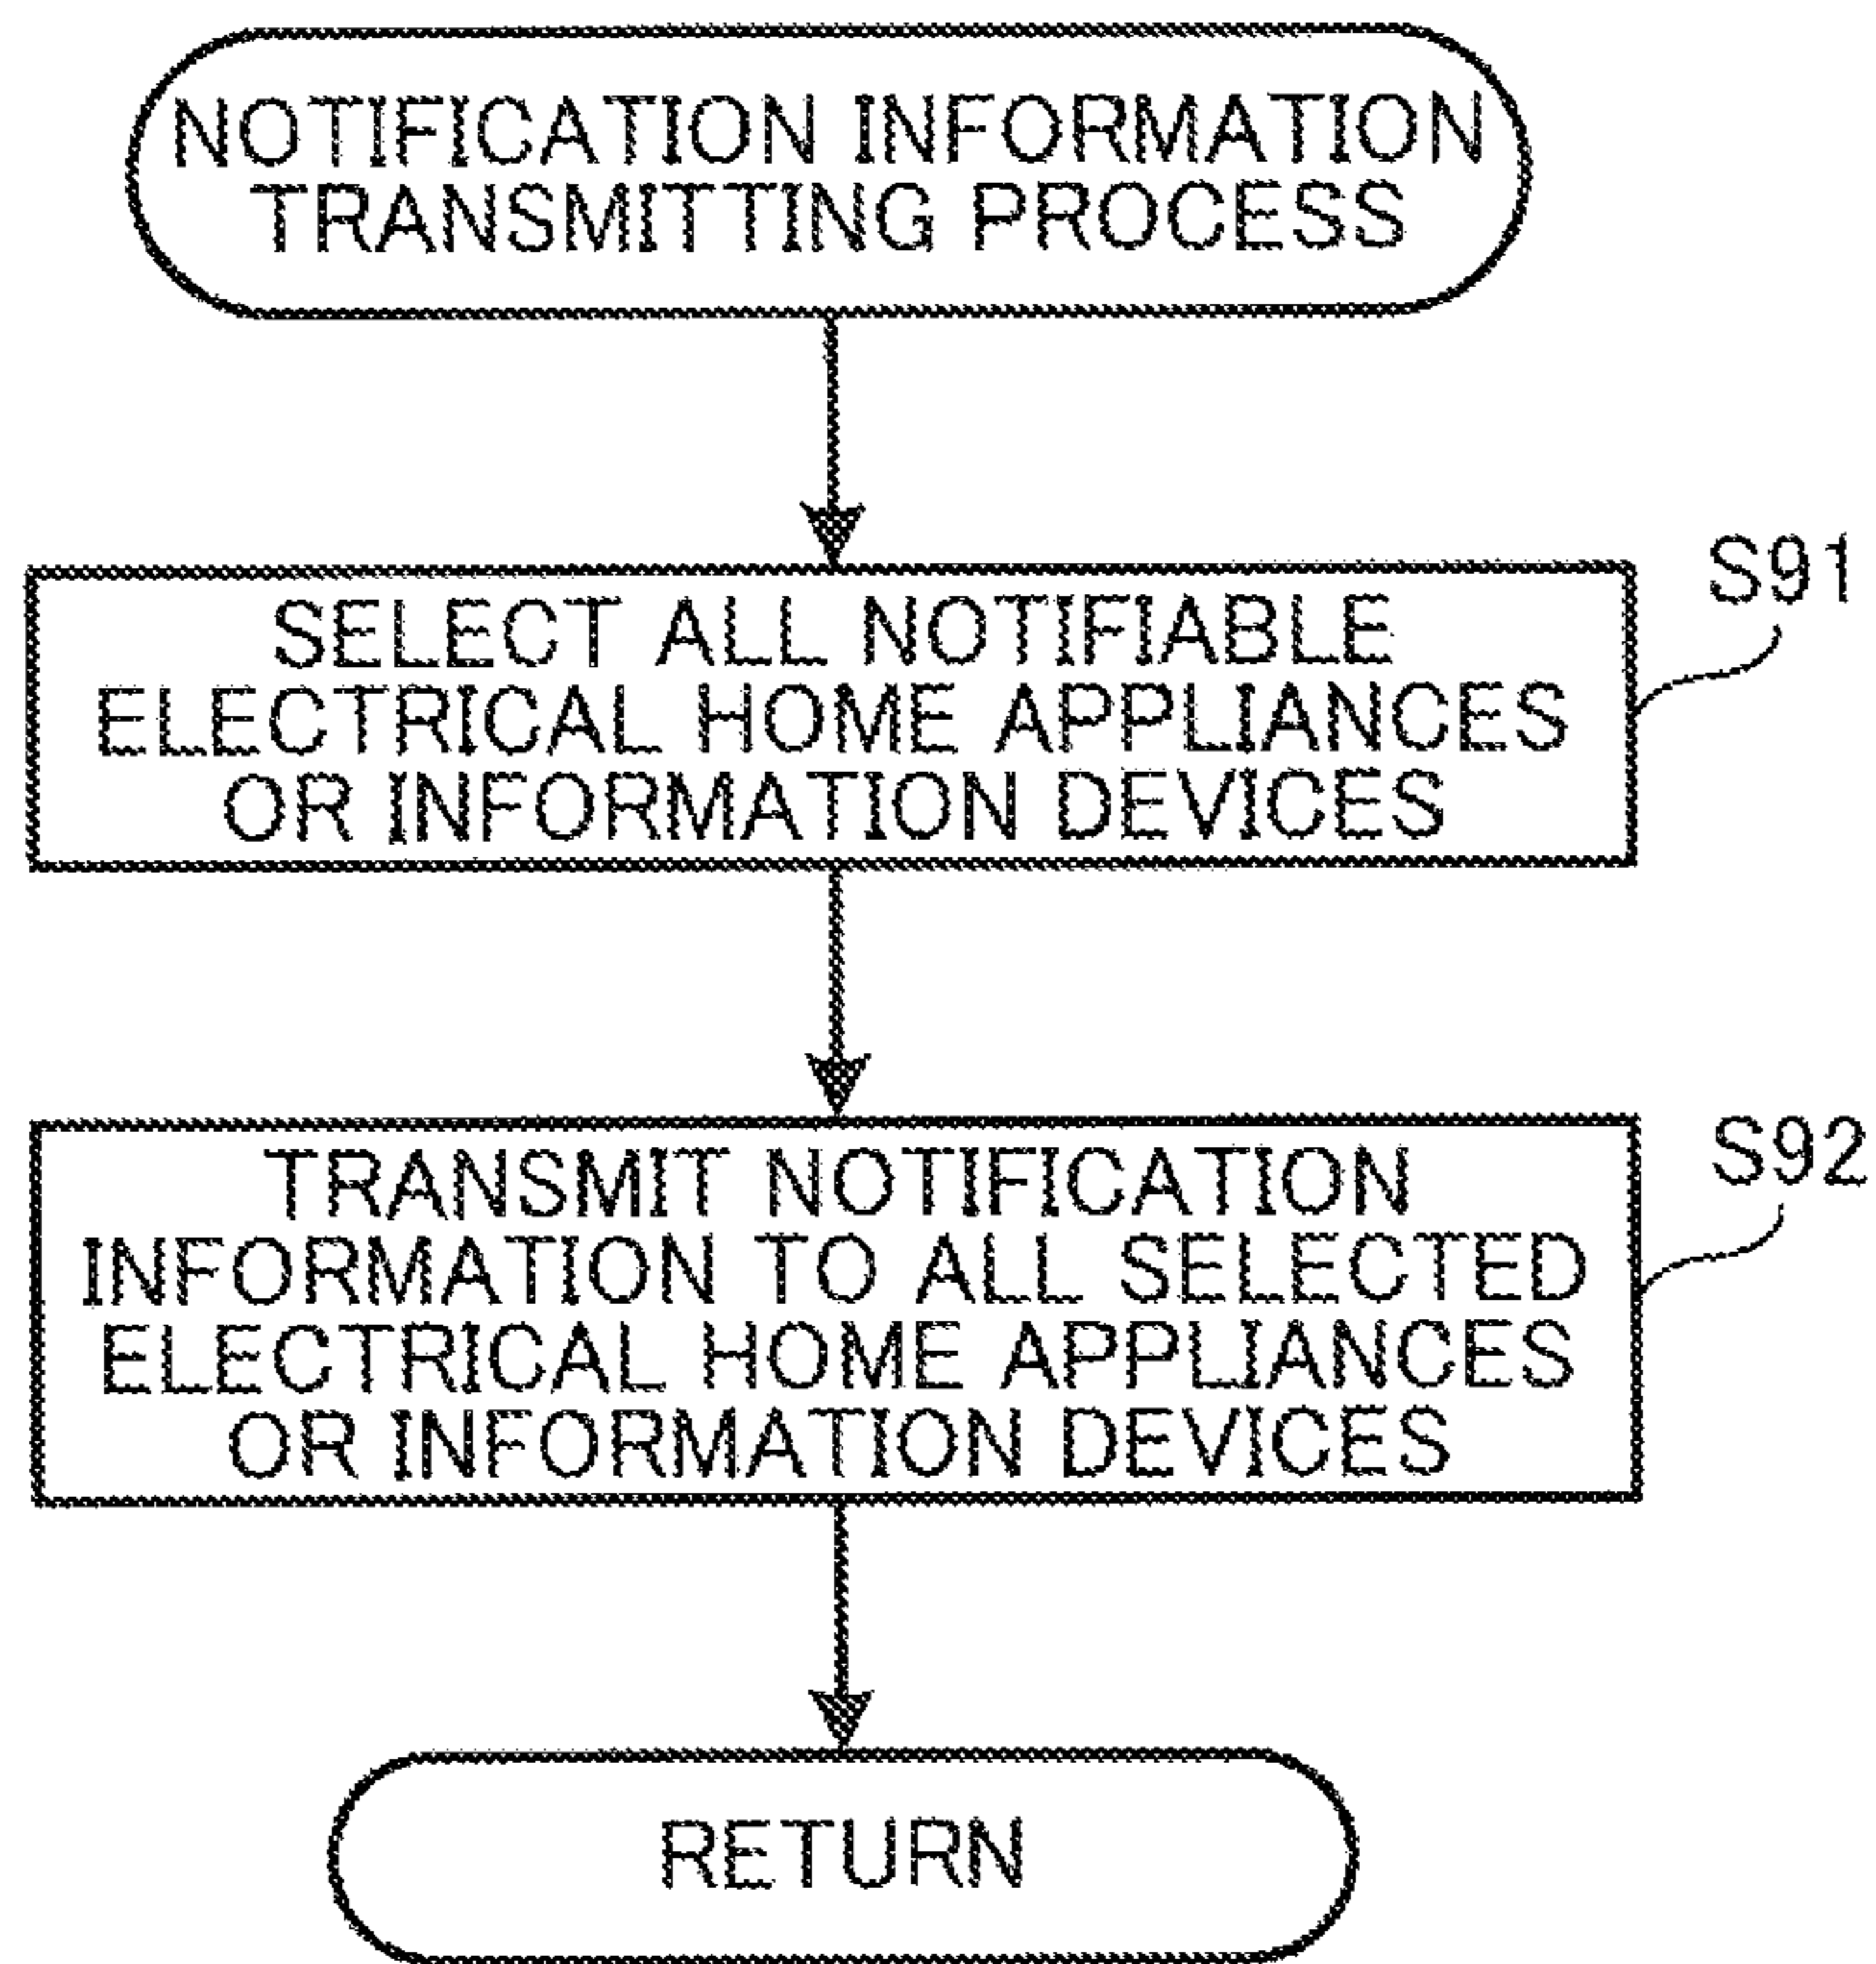 NOTIFICATION INFORMATION
TRANSMITTING PROCESS
S91
SELECT ALL NOTIFIABLE
ELECTRICAL HOME APPLIANCES
OR INFORMATION DEVICES
S92
TRANSMIT NOTIFICATION
INFORMATION TO ALL SELECTED
ELECTRICAL HOME APPLIANCES
OR INFORMATION DEVICES
RETURN